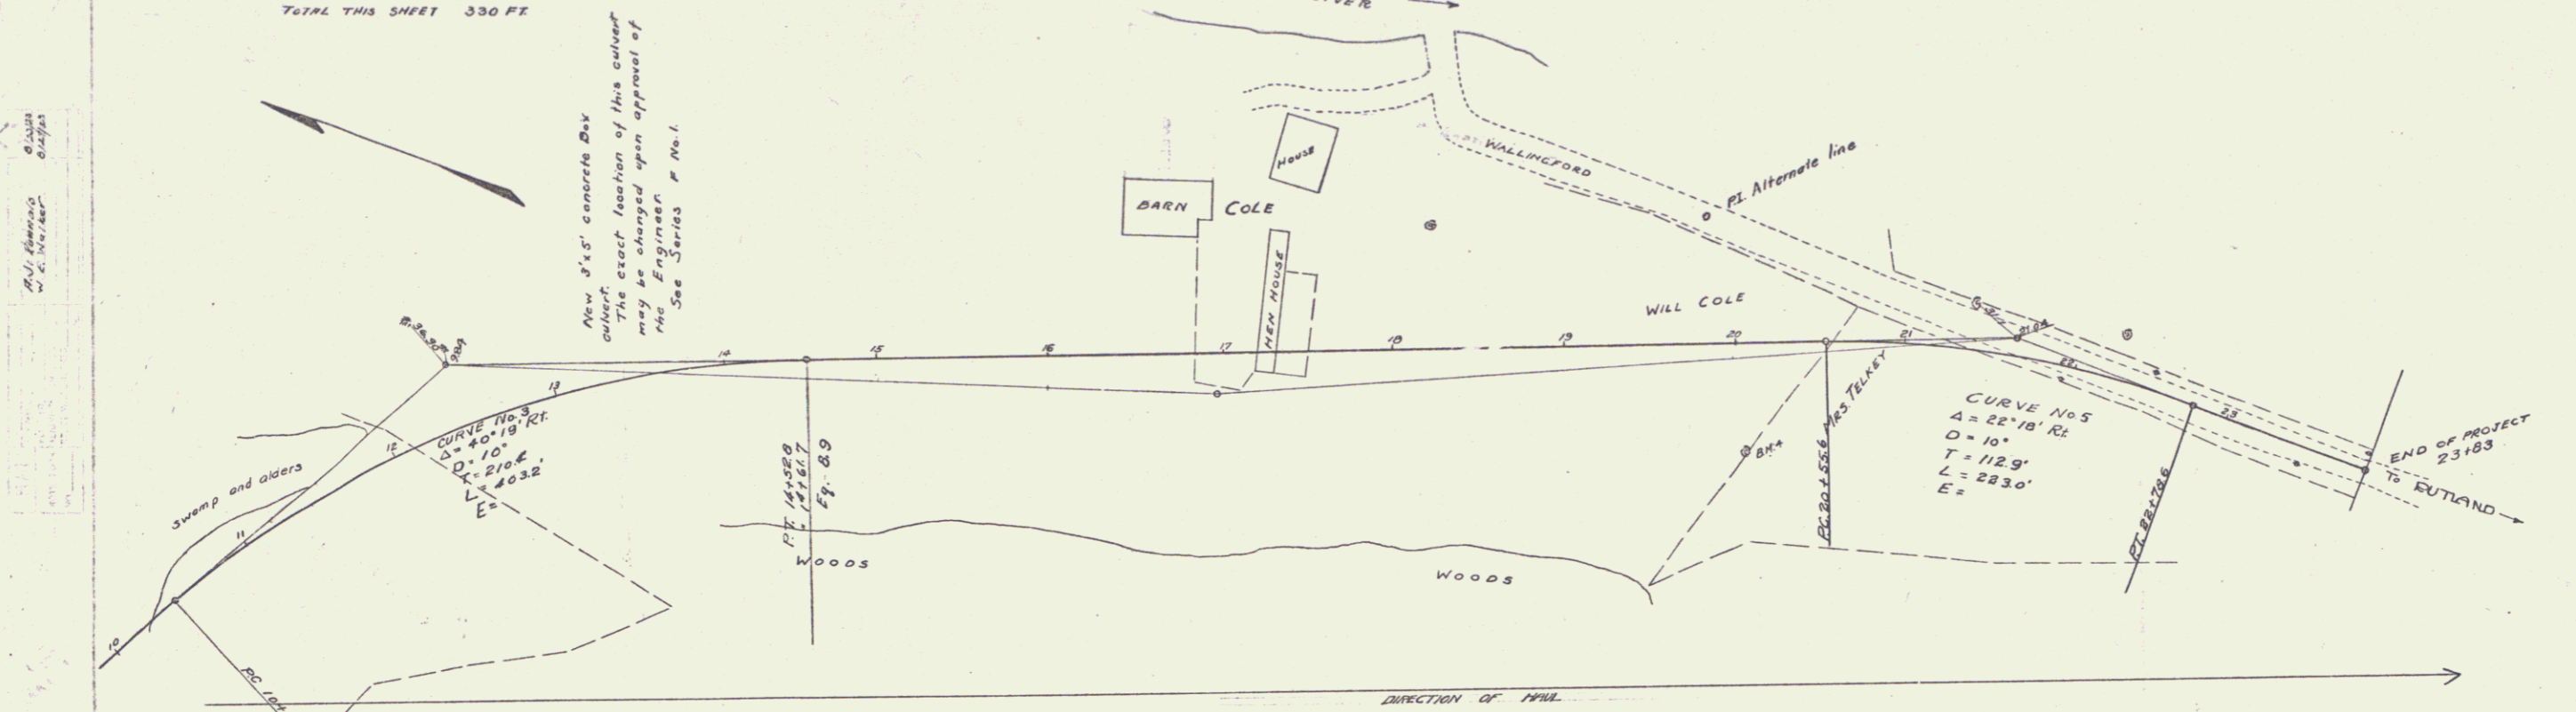 TOTAL THIS SHEET 330 FT.
New 3'x5' concrete Box
culvert.
The exact location of this culvert
may be changed upon approval of
the Engineer.
See Series F No.1.
W. E. Walker
HOUSE
BARN
COLE
HEN HOUSE
WALLINGFORD
P.I. Alternate line
WILL COLE
MRS. TELKEY
B.M.4
swamp and alders
CURVE No.3
Δ = 40°19' Rt.
D = 10°
T = 210.4'
L = 403.2'
E =
P.T. 14+52.8
= 14+61.7
Eq. - 8.9
WOODS
WOODS
P.C. 20+55.6
CURVE No.5
Δ = 22°18' Rt.
D = 10°
T = 112.9'
L = 223.0'
E =
P.T. 22+78.6
END OF PROJECT
23+83
To RUTLAND
10
11
12
13
14
15
16
17
18
19
20
21
22
23
DIRECTION OF HAUL